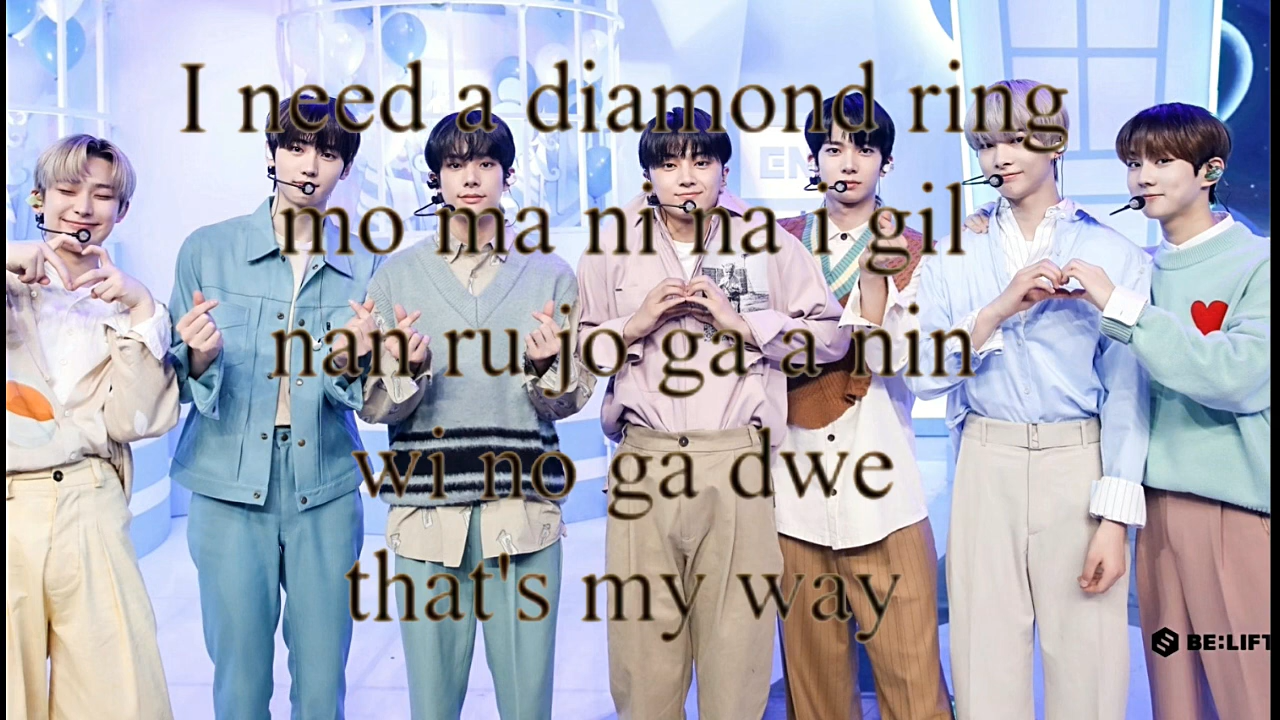 I need a diamond ring
mo ma ni na i gil
nan ru jo ga a nin
wi no ga dwe
that's my way
EN
BE:LIFT